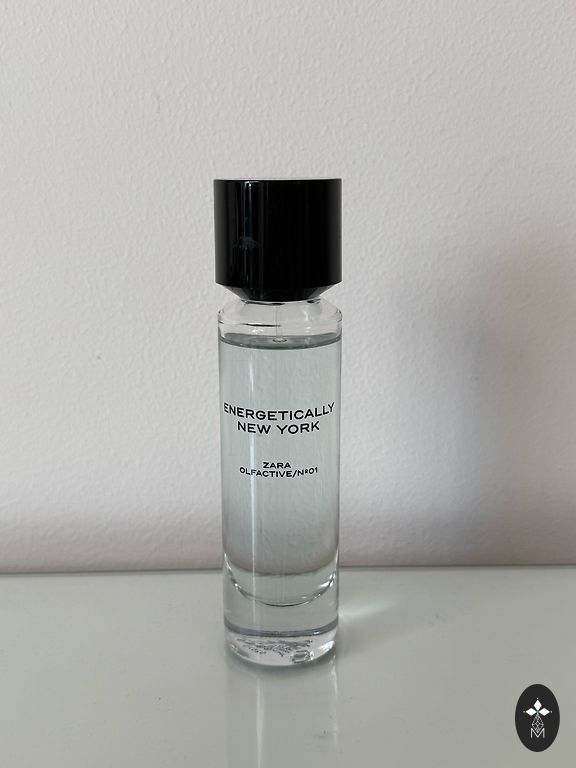 ENERGETICALLY
NEW YORK
ZARA
OLFACTIVE/Nº01
M